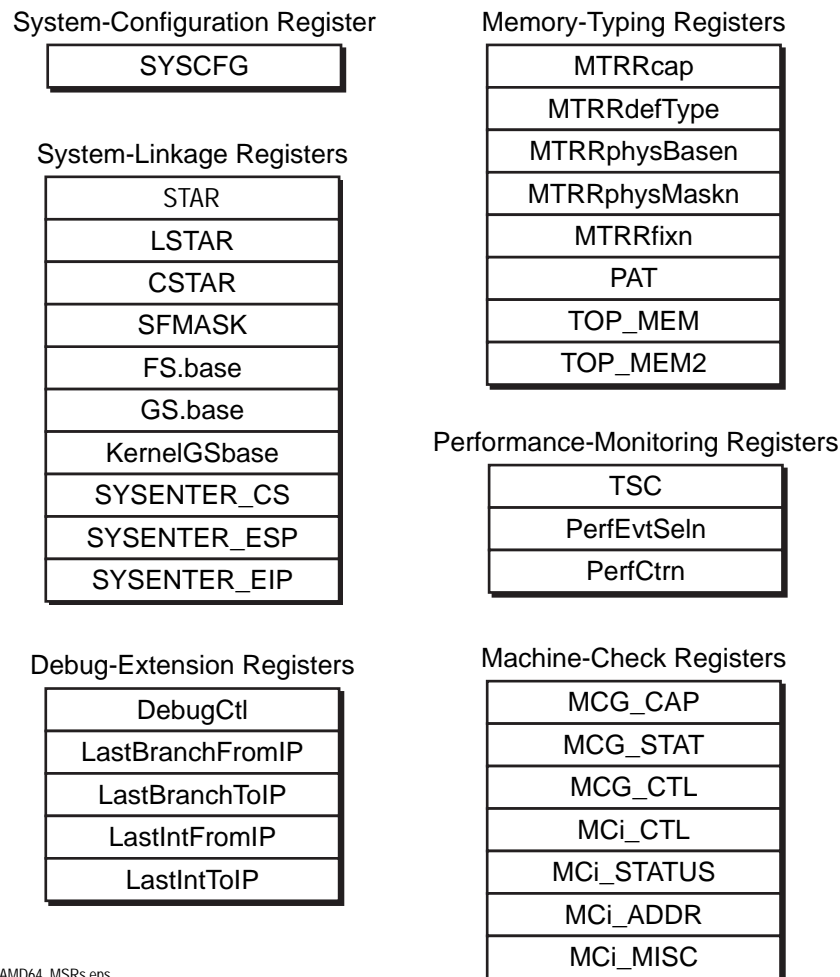 System-Configuration Register
SYSCFG
System-Linkage Registers
STAR
LSTAR
CSTAR
SFMASK
FS.base
GS.base
KernelGSbase
SYSENTER_CS
SYSENTER_ESP
SYSENTER_EIP
Debug-Extension Registers
DebugCtl
LastBranchFromIP
LastBranchToIP
LastIntFromIP
LastIntToIP
Memory-Typing Registers
MTRRcap
MTRRdefType
MTRRphysBasen
MTRRphysMaskn
MTRRfixn
PAT
TOP_MEM
TOP_MEM2
Performance-Monitoring Registers
TSC
PerfEvtSeln
PerfCtrn
Machine-Check Registers
MCG_CAP
MCG_STAT
MCG_CTL
MCi_CTL
MCi_STATUS
MCi_ADDR
MCi_MISC
AMD64_MSRs.eps